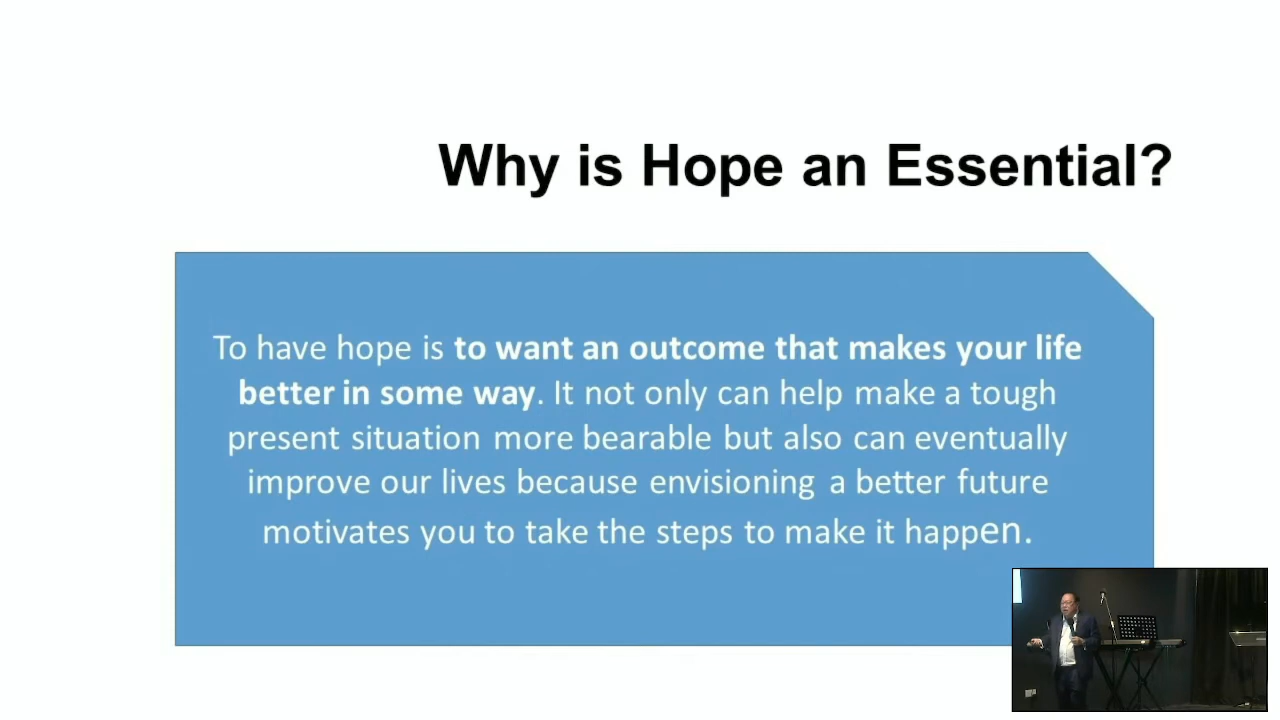 Why is Hope an Essential?
To have hope is to want an outcome that makes your life
better in some way. It not only can help make a tough
present situation more bearable but also can eventually
improve our lives because envisioning a better future
motivates you to take the steps to make it happen.